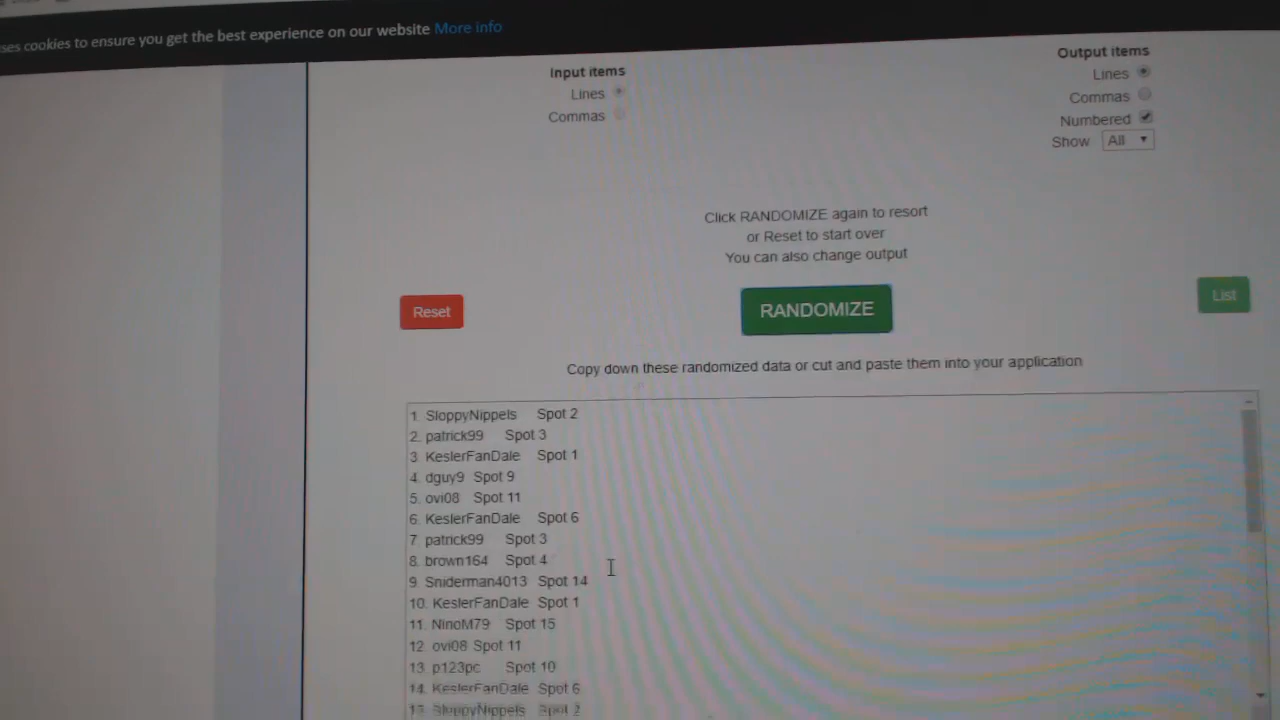 ses cookies to ensure you get the best experience on our website More info
Input items
Lines
Commas
Output items
Lines
Commas
Numbered
Show All
Click RANDOMIZE again to resort
or Reset to start over
You can also change output
Reset
RANDOMIZE
List
Copy down these randomized data or cut and paste them into your application
1. SloppyNippels Spot 2
2. patrick99 Spot 3
3. KeslerFanDale Spot 1
4. dguy9 Spot 9
5. ovi08 Spot 11
6. KeslerFanDale Spot 6
7. patrick99 Spot 3
8. brown164 Spot 4
9. Sniderman4013 Spot 14
10. KeslerFanDale Spot 1
11. NinoM79 Spot 15
12. ovi08 Spot 11
13. p123pc Spot 10
14. KeslerFanDale Spot 6
SloppyNippels Spot 2